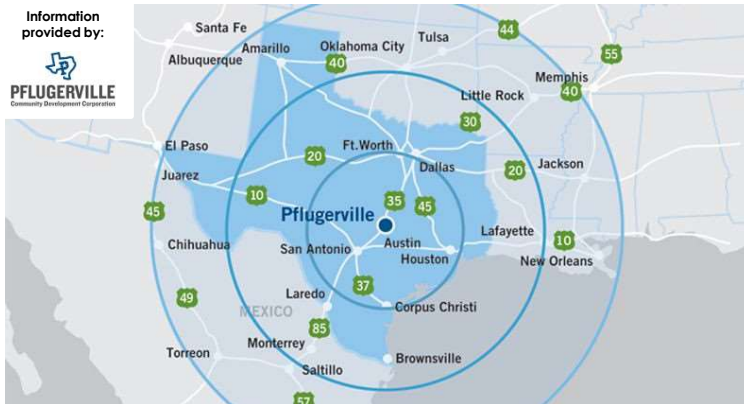 Information
provided by:
PFLUGERVILLE
Community Development Corporation
Santa Fe
Albuquerque
Amarillo
Oklahoma City
Tulsa
44
55
40
Memphis
40
Little Rock
30
El Paso
Juarez
Ft.Worth
Dallas
20
20
Jackson
10
35
45
45
Pflugerville
San Antonio
Austin
Houston
Lafayette
10
New Orleans
Chihuahua
37
Laredo
Corpus Christi
49
MEXICO
85
Monterrey
Torreon
Saltillo
Brownsville
57